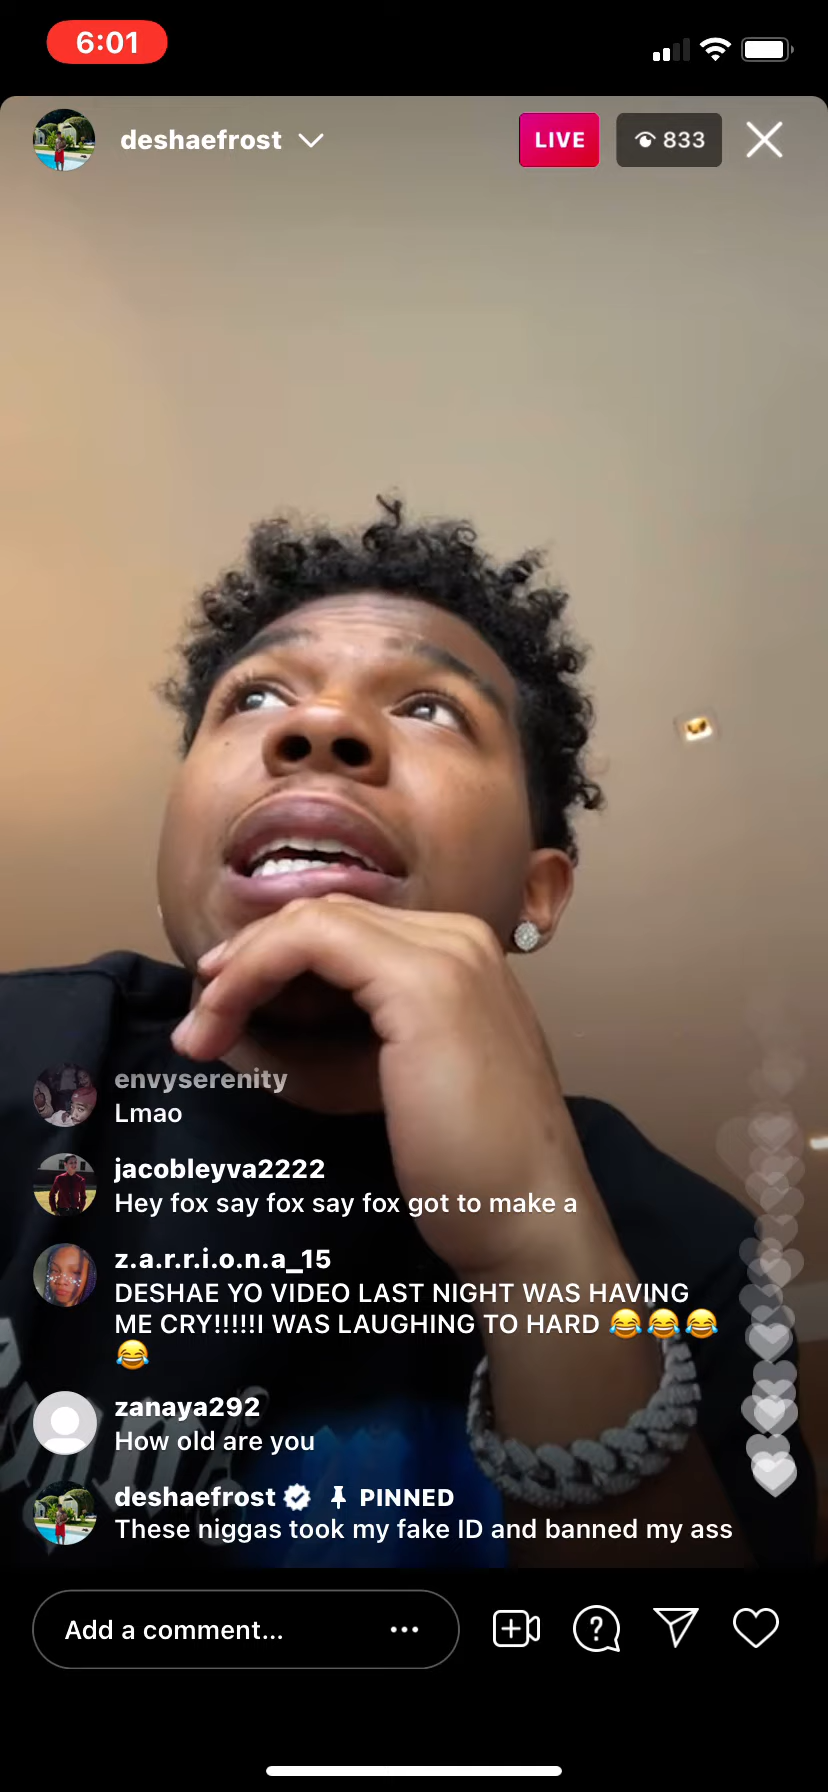 6:01
deshaefrost
LIVE
833
envyserenity
Lmao
jacobleyva2222
Hey fox say fox say fox got to make a
z.a.r.r.i.o.n.a_15
DESHAE YO VIDEO LAST NIGHT WAS HAVING
ME CRY!!!!!I WAS LAUGHING TO HARD 😂😂😂
😂
zanaya292
How old are you
deshaefrost PINNED
These niggas took my fake ID and banned my ass
Add a comment...